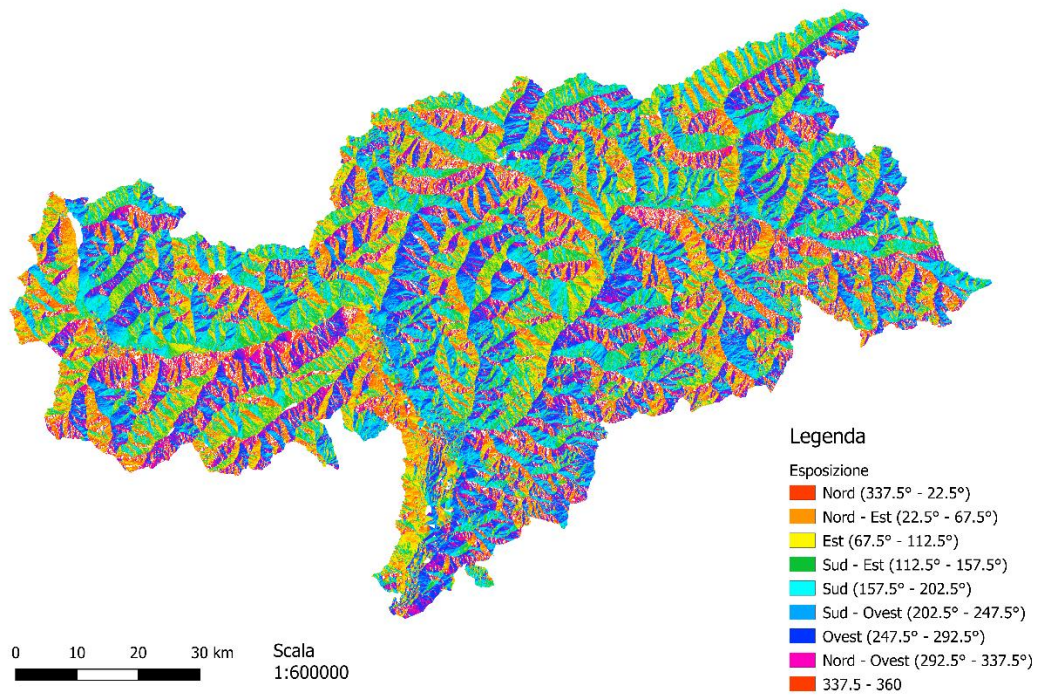 Legenda
Esposizione
Nord (337.5° - 22.5°)
Nord - Est (22.5° - 67.5°)
Est (67.5° - 112.5°)
Sud - Est (112.5° - 157.5°)
Sud (157.5° - 202.5°)
Sud - Ovest (202.5° - 247.5°)
Ovest (247.5° - 292.5°)
Nord - Ovest (292.5° - 337.5°)
337.5 - 360
0 10 20 30 km
Scala
1:600000